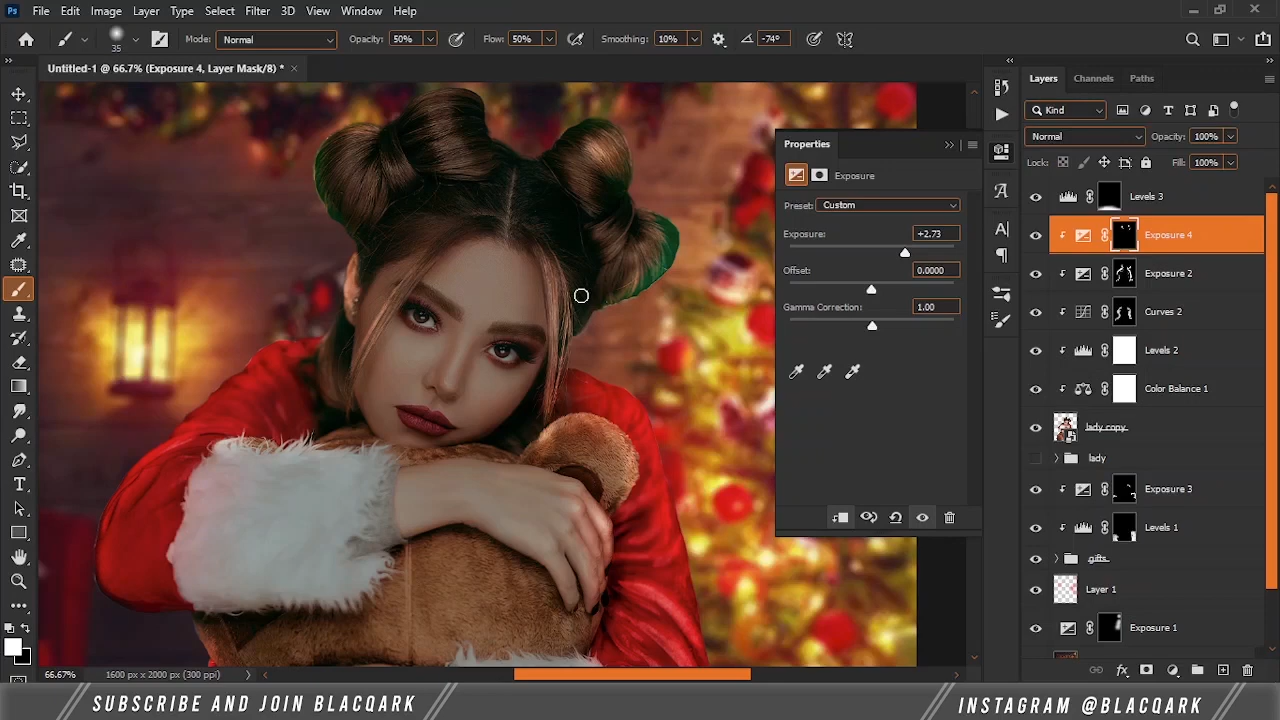 Ps File Edit Image Layer Type Select Filter 3D View Window Help
35 Mode: Normal Opacity: 50% Flow: 50% Smoothing: 10% -74°
Untitled-1 @ 66.7% (Exposure 4, Layer Mask/8) *
Layers Channels Paths
Kind
Normal Opacity: 100%
Lock: Fill: 100%
Properties
Exposure
Preset: Custom
Exposure: +2.73
Offset: 0.0000
Gamma Correction: 1.00
Levels 3
Exposure 4
Exposure 2
Curves 2
Levels 2
Color Balance 1
lady copy
lady
Exposure 3
Levels 1
gifts
Layer 1
Exposure 1
66.67% 1600 px x 2000 px (300 ppi)
SUBSCRIBE AND JOIN BLACQARK
INSTAGRAM @BLACQARK